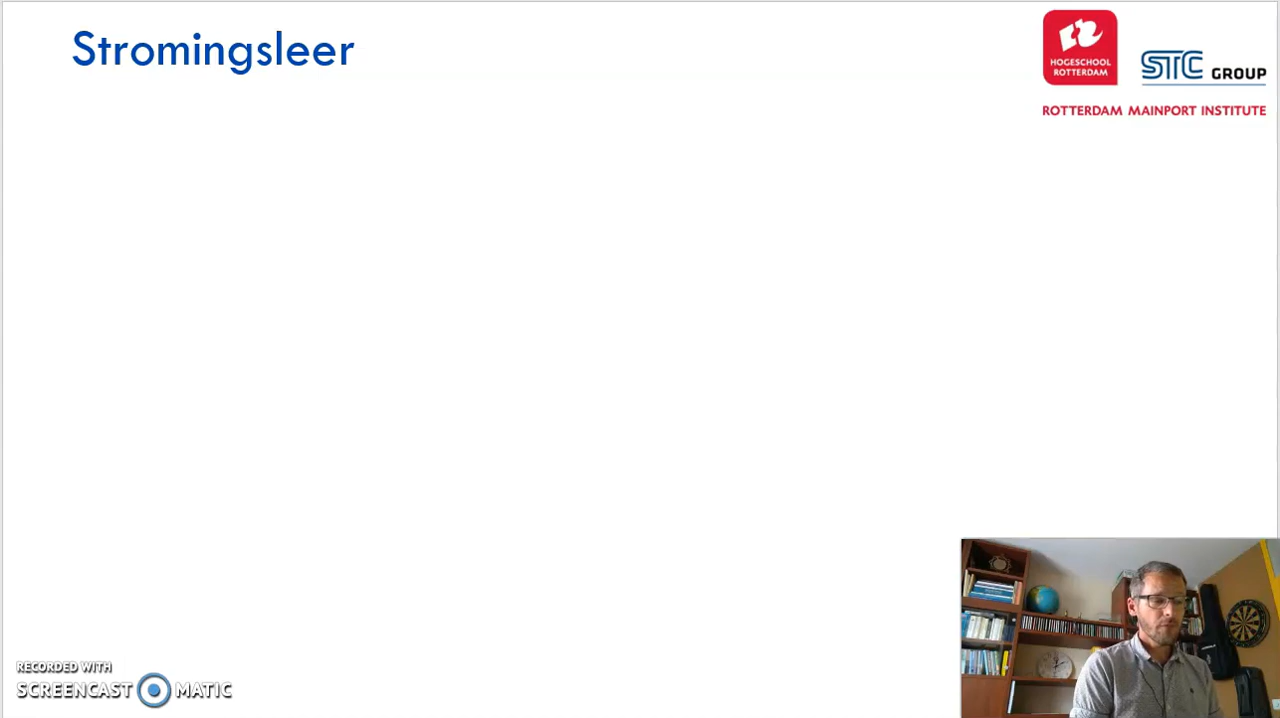 Stromingsleer
HOGESCHOOL
ROTTERDAM
STC GROUP
ROTTERDAM MAINPORT INSTITUTE
RECORDED WITH
SCREENCAST MATIC